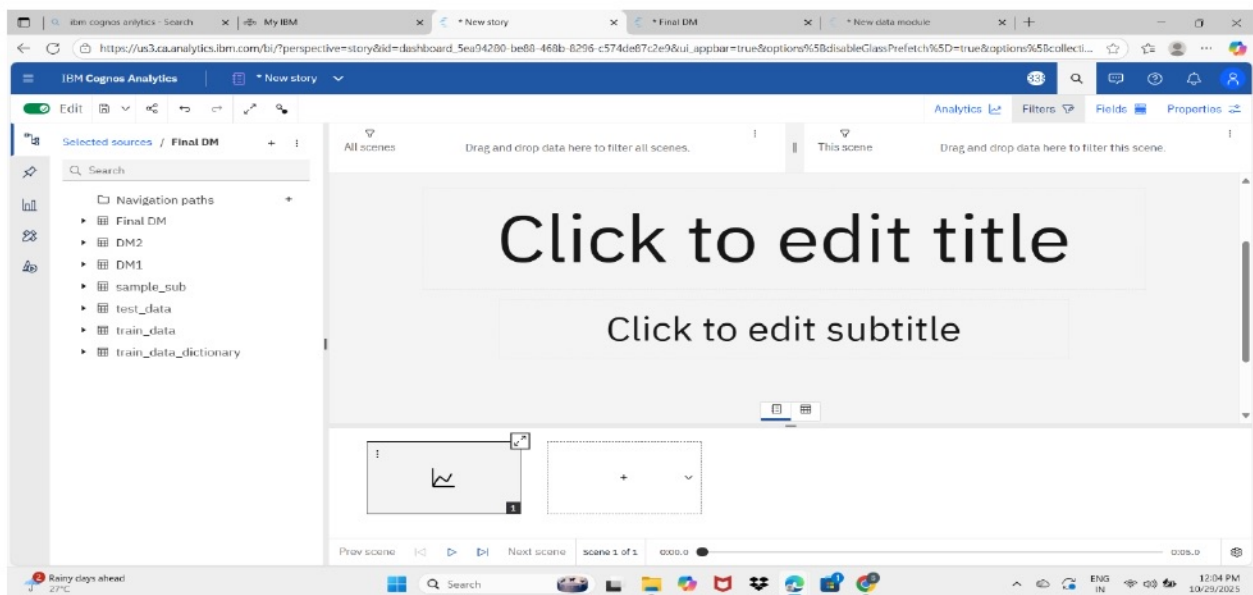 ibm cognos anlytics - Search
My IBM
* New story
* Final DM
* New data module
https://us3.ca.analytics.ibm.com/bi/?perspective=story&id=dashboard_5ea94280-be88-468b-8296-c574de87c2e9&ui_appbar=true&options%5BdisableGlassPrefetch%5D=true&options%5Bcollecti...
IBM Cognos Analytics
* New story
Edit
Analytics
Filters
Fields
Properties
Selected sources / Final DM
Search
Navigation paths
Final DM
DM2
DM1
sample_sub
test_data
train_data
train_data_dictionary
All scenes
Drag and drop data here to filter all scenes.
This scene
Drag and drop data here to filter this scene.
Click to edit title
Click to edit subtitle
1
Prev scene
Next scene
scene 1 of 1
0:00.0
0:05.0
2
Rainy days ahead
27°C
Search
ENG
IN
12:04 PM
10/29/2025